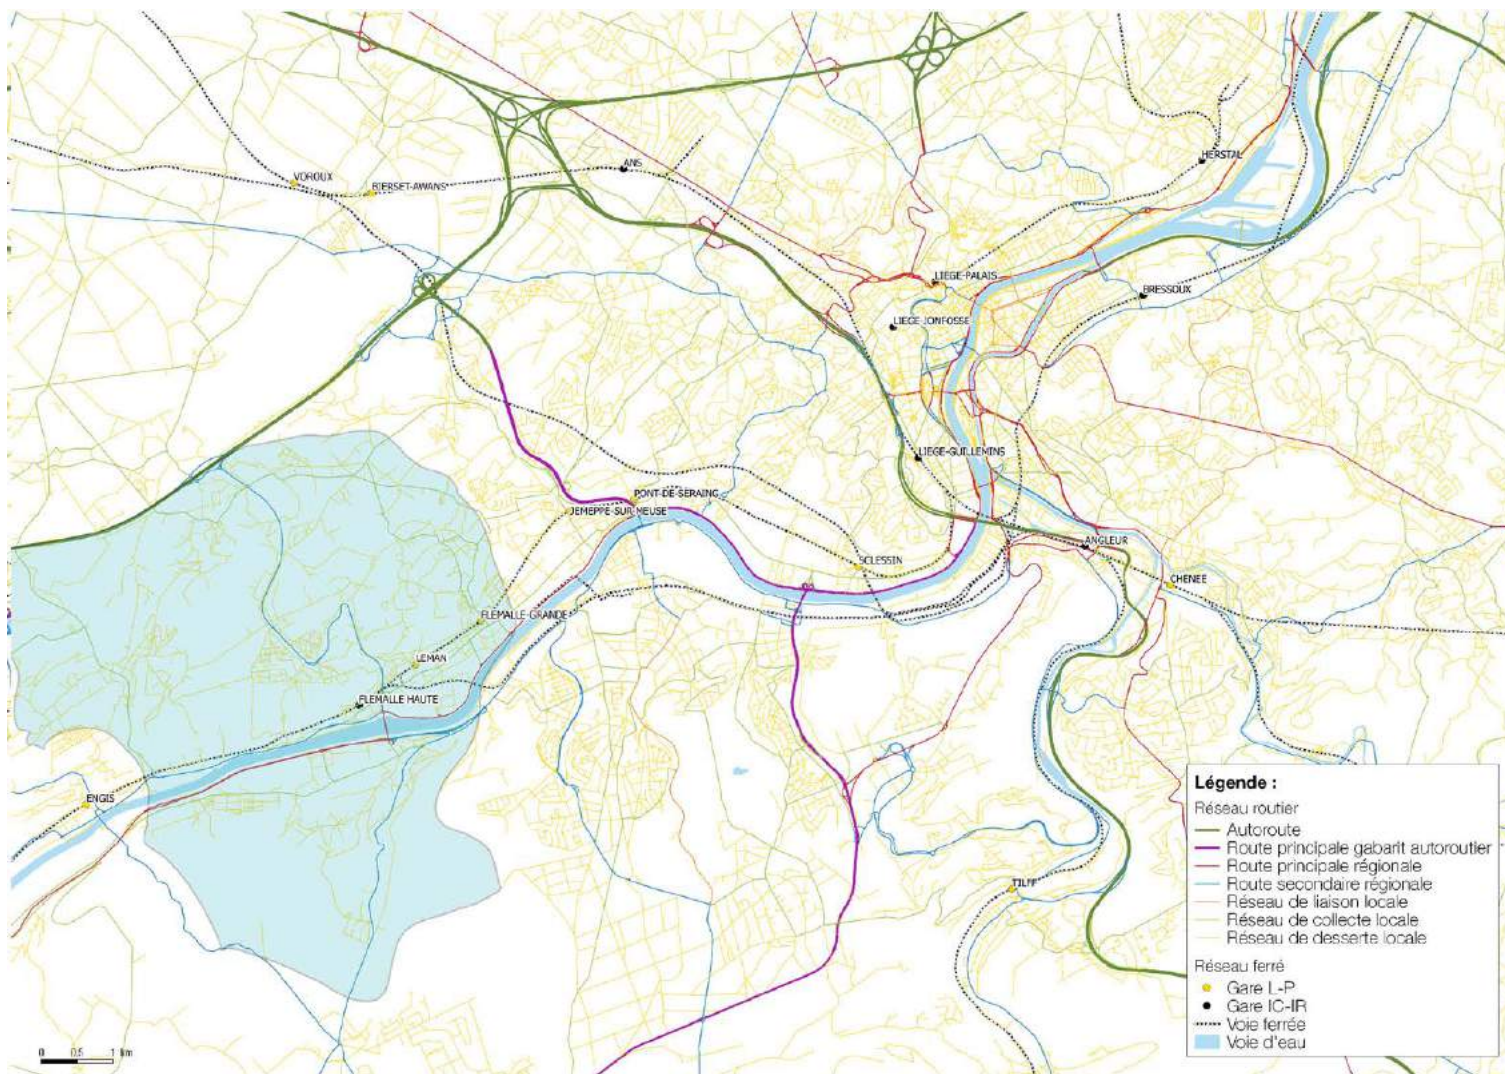 ANS
HERSTAL
VOROUX
BIERSET-AWANS
LIEGE-PALAIS
BRESSOUX
LIEGE-JONFOSSE
LIEGE-GUILLEMINS
PONT-DE-SERAING
JEMEPPE-SUR-MEUSE
ANGLEUR
SCLESSIN
CHENEE
FLEMALLE-GRANDE
LEMAN
FLEMALLE HAUTE
ENGIS
TILFF
Légende :
Réseau routier
Autoroute
Route principale gabarit autoroutier
Route principale régionale
Route secondaire régionale
Réseau de liaison locale
Réseau de collecte locale
Réseau de desserte locale
Réseau ferré
Gare L-P
Gare IC-IR
Voie ferrée
Voie d'eau
0 0.5 1 km